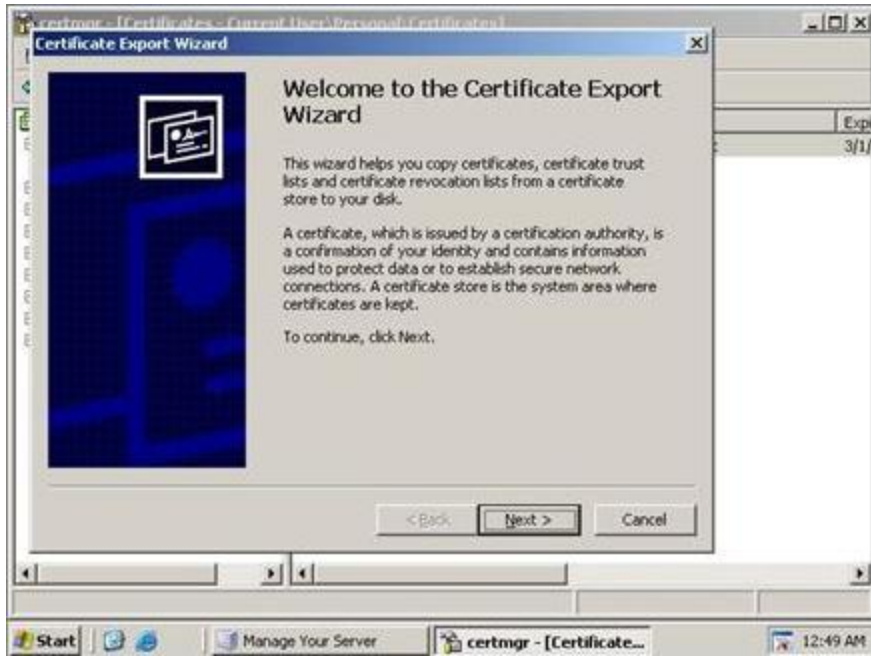 certmgr - [Certificates - Current User\Personal\Certificates]
Certificate Export Wizard
Welcome to the Certificate Export
Wizard
This wizard helps you copy certificates, certificate trust
lists and certificate revocation lists from a certificate
store to your disk.
A certificate, which is issued by a certification authority, is
a confirmation of your identity and contains information
used to protect data or to establish secure network
connections. A certificate store is the system area where
certificates are kept.
To continue, click Next.
Expi
3/1/
< Back
Next >
Cancel
Start
Manage Your Server
certmgr - [Certificate...
12:49 AM